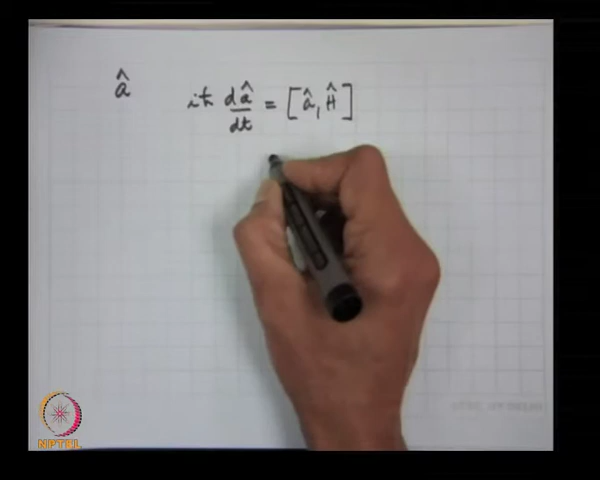 â iħ dâ/dt = [â, Ĥ]
NPTEL